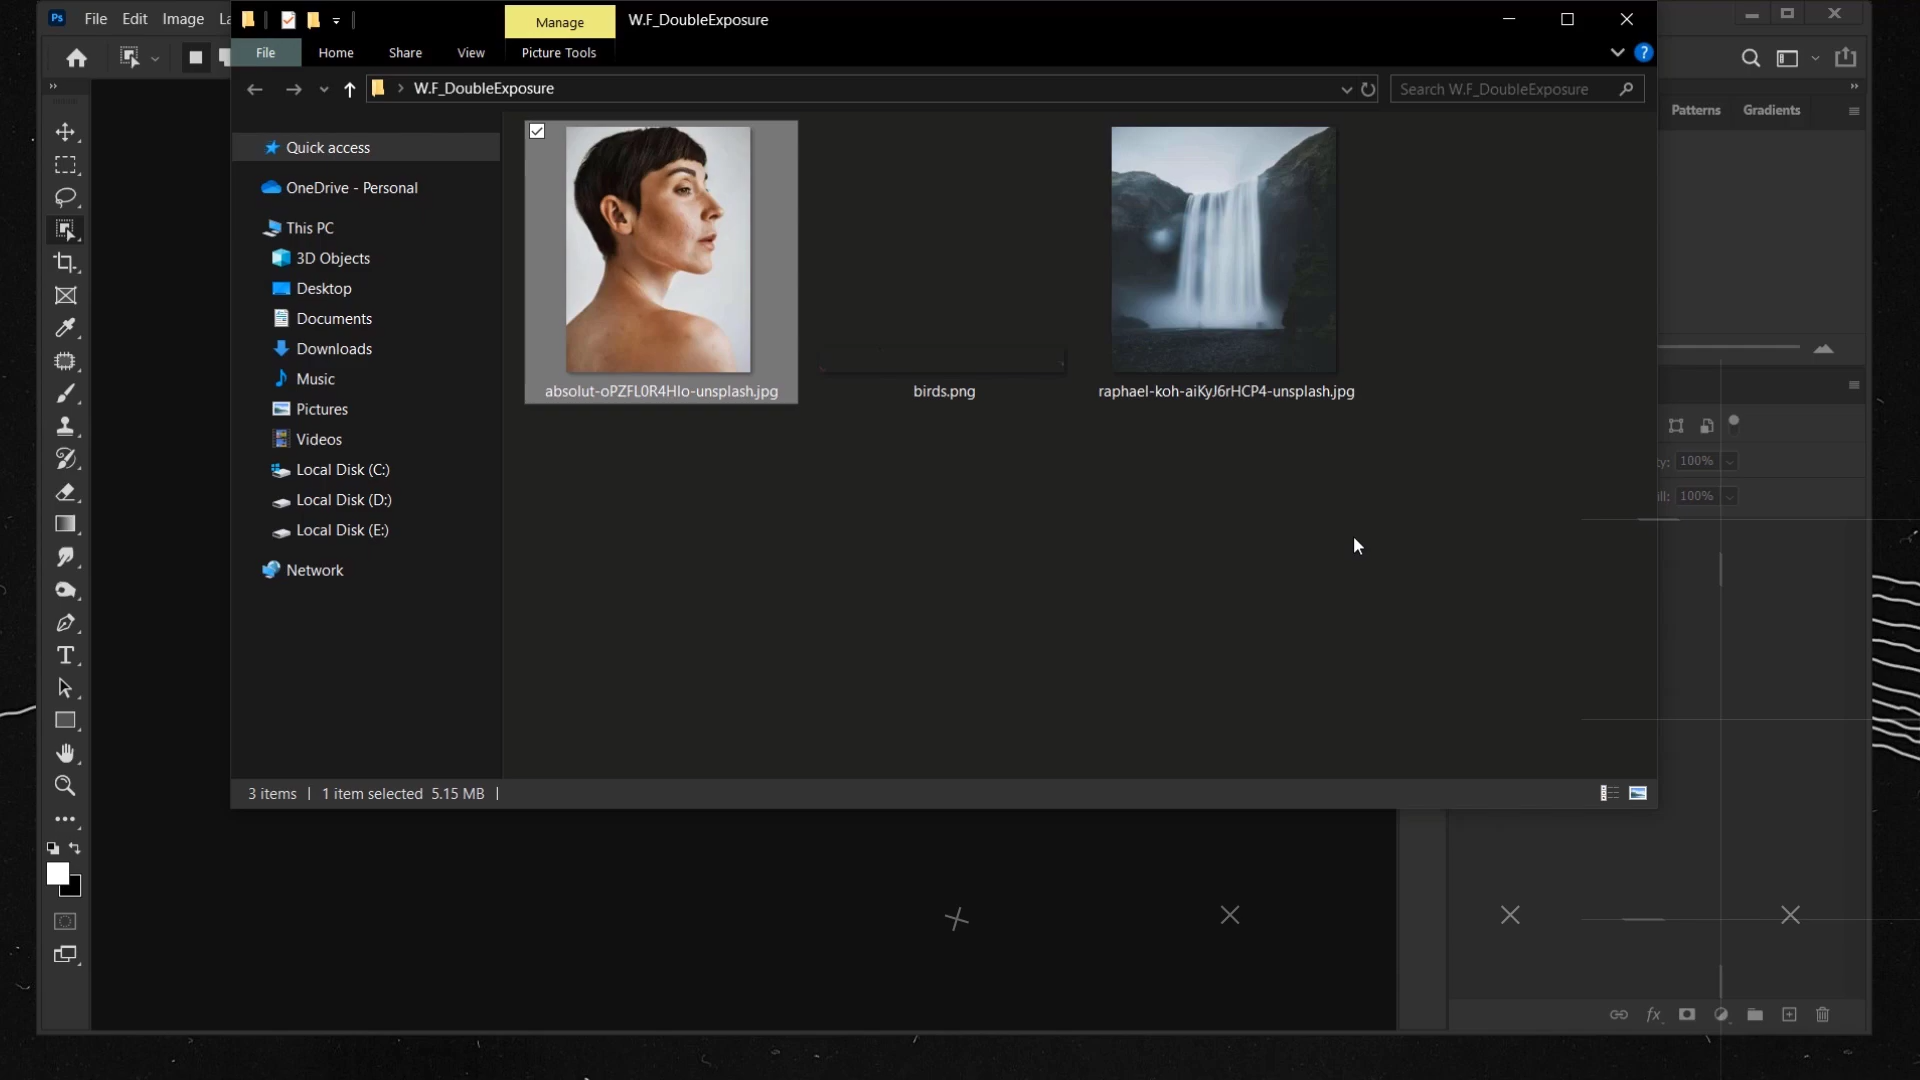 Ps File Edit Image La
Manage W.F_DoubleExposure
File Home Share View Picture Tools ?
W.F_DoubleExposure Search W.F_DoubleExposure
Patterns Gradients
Quick access
OneDrive - Personal
This PC
3D Objects
Desktop
Documents
Downloads
Music
Pictures
Videos
Local Disk (C:)
Local Disk (D:)
Local Disk (E:)
Network
absolut-oPZFL0R4HIo-unsplash.jpg birds.png raphael-koh-aiKyJ6rHCP4-unsplash.jpg
ty: 100%
ill: 100%
3 items 1 item selected 5.15 MB
T
fx